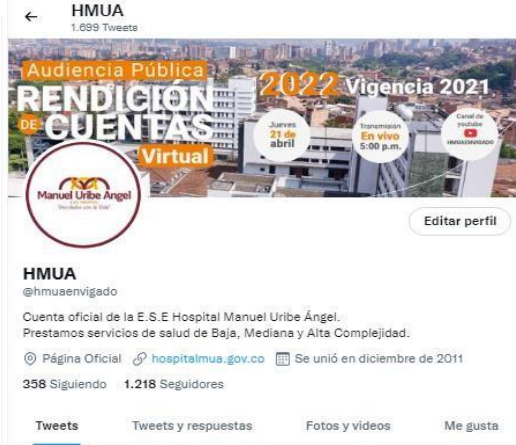 HMUA
1.699 Tweets
Audiencia Pública
RENDICIÓN
DE CUENTAS
Virtual
2022 Vigencia 2021
Jueves
21 de
abril
Transmisión
En vivo
5:00 p.m.
Canal de
youtube
HMUAENVIGADO
Manuel Uribe Ángel
Editar perfil
HMUA
@hmuaenvigado
Cuenta oficial de la E.S.E Hospital Manuel Uribe Ángel.
Prestamos servicios de salud de Baja, Mediana y Alta Complejidad.
Página Oficial hospitalmua.gov.co Se unió en diciembre de 2011
358 Siguiendo 1.218 Seguidores
Tweets Tweets y respuestas Fotos y videos Me gusta